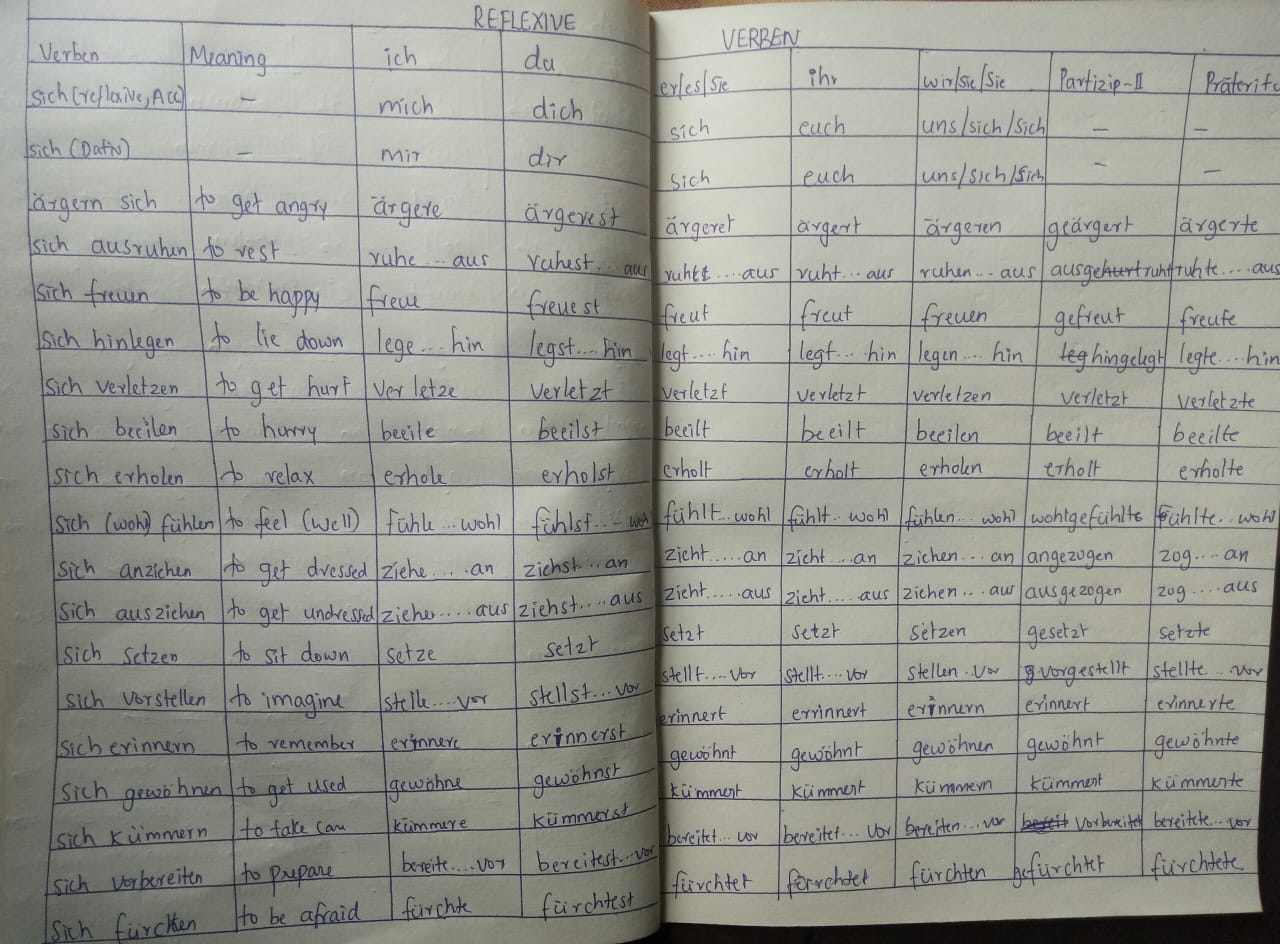 REFLEXIVE VERBEN
Verben Meaning ich du er/es/Sie ihr wir/Sie/Sie Partizip-II Präterite
sich (reflexive, Acc) - mich dich sich euch uns/sich/sich - -
sich (Dativ) - mir dir sich euch uns/sich/sich - -
ärgern sich to get angry ärgere ärgerest ärgeret ärgert ärgeren geärgert ärgerte
sich ausruhen to rest ruhe...aus ruhest...aus ruht....aus ruht...aus ruhen...aus ausgeruht ruhte....aus
sich freuen to be happy freue freuest freut freut freuen gefreut freute
sich hinlegen to lie down lege....hin legst....hin legt....hin legt...hin legen....hin hingelegt legte...hin
sich verletzen to get hurt verletze verletzt verletzt verletzt verletzen verletzt verletzte
sich beeilen to hurry beeile beeilst beeilt beeilt beeilen beeilt beeilte
sich erholen to relax erhole erholst erholt erholt erholen erholt erholte
sich (wohl) fühlen to feel (well) fühle...wohl fühlst...woh fühlt...wohl fühlt..wohl fühlen...wohl wohlgefühlt fühlte..wohl
sich anziehen to get dressed ziehe....an ziehst...an zieht.....an zieht....an ziehen...an angezogen zog....an
sich ausziehen to get undressed ziehe.....aus ziehst....aus zieht.....aus zieht.....aus ziehen...aus ausgezogen zog....aus
sich setzen to sit down setze setzt setzt setzt setzen gesetzt setzte
sich vorstellen to imagine stelle....vor stellst...vor stellt....vor stellt....vor stellen..vor vorgestellt stellte...vor
sich erinnern to remember erinnere erinnerst erinnert errinnert erinnern erinnert erinnerte
sich gewöhnen to get used gewöhne gewöhnst gewöhnt gewöhnt gewöhnen gewöhnt gewöhnte
sich kümmern to take care kümmere kümmerst kümmert kümmert kümmern kümmert kümmerte
sich vorbereiten to prepare bereite....vor bereitest...vor bereitet...vor bereitet...vor bereiten...vor vorbereitet bereitete...vor
sich fürchten to be afraid fürchte fürchtest fürchtet forchtet fürchten gefürchtet fürchtete